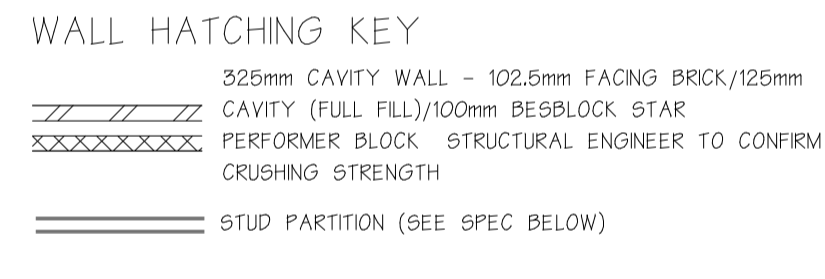 WALL HATCHING KEY
325mm CAVITY WALL - 102.5mm FACING BRICK/125mm
CAVITY (FULL FILL)/100mm BESBLOCK STAR
PERFORMER BLOCK STRUCTURAL ENGINEER TO CONFIRM
CRUSHING STRENGTH
STUD PARTITION (SEE SPEC BELOW)